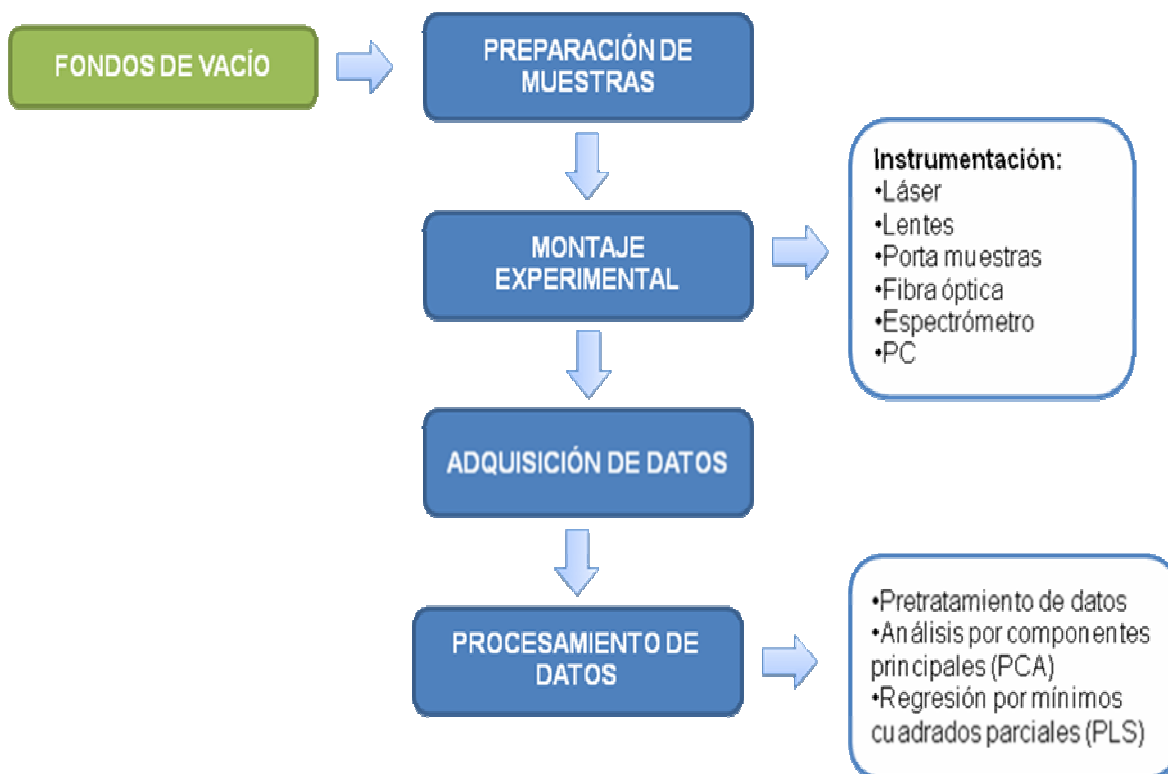 FONDOS DE VACÍO
PREPARACIÓN DE
MUESTRAS
MONTAJE
EXPERIMENTAL
Instrumentación:
•Láser
•Lentes
•Porta muestras
•Fibra óptica
•Espectrómetro
•PC
ADQUISICIÓN DE DATOS
PROCESAMIENTO DE
DATOS
•Pretratamiento de datos
•Análisis por componentes
principales (PCA)
•Regresión por mínimos
cuadrados parciales (PLS)